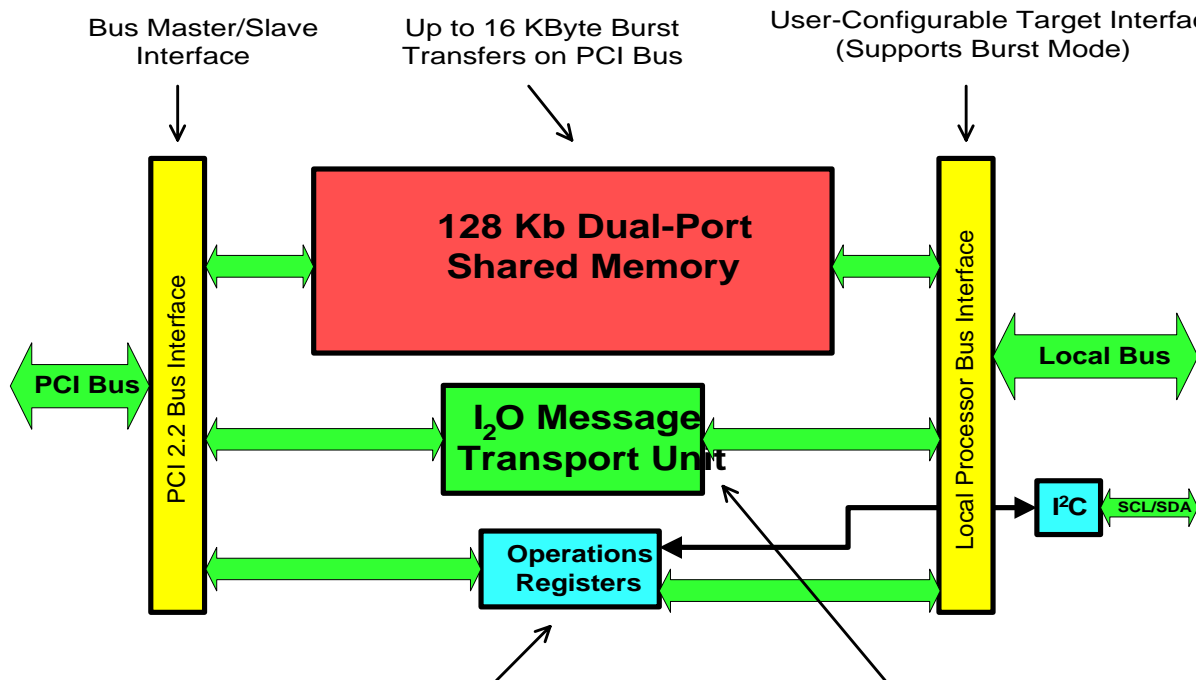 Bus Master/Slave
Interface
Up to 16 KByte Burst
Transfers on PCI Bus
User-Configurable Target Interfac
(Supports Burst Mode)
128 Kb Dual-Port
Shared Memory
PCI 2.2 Bus Interface
Local Processor Bus Interface
PCI Bus
Local Bus
I₂O Message
Transport Unit
I²C
SCL/SDA
Operations
Registers